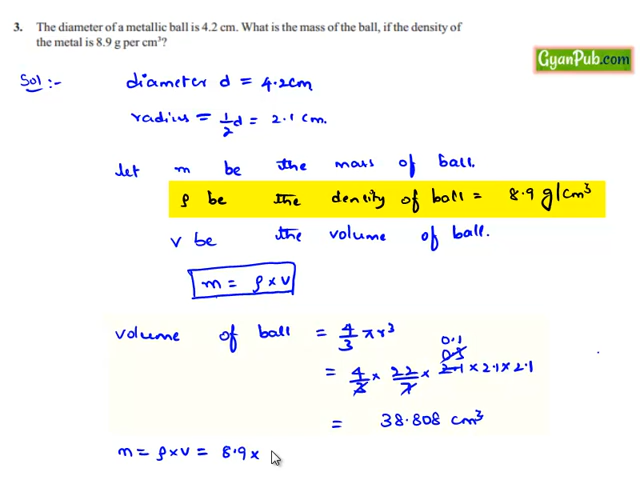 3. The diameter of a metallic ball is 4.2 cm. What is the mass of the ball, if the density of
the metal is 8.9 g per cm³?
GyanPub.com
Sol :- diameter d = 4.2cm
radius = 1/2 d = 2.1 cm.
let m be the mass of ball.
ρ be the density of ball = 8.9 g/cm³
v be the volume of ball.
m = ρ × v
volume of ball = 4/3 πr³
0.1
0.3
= 4/3 × 22/7 × 2.1 × 2.1 × 2.1
= 38.808 cm³
m = ρ × v = 8.9 ×